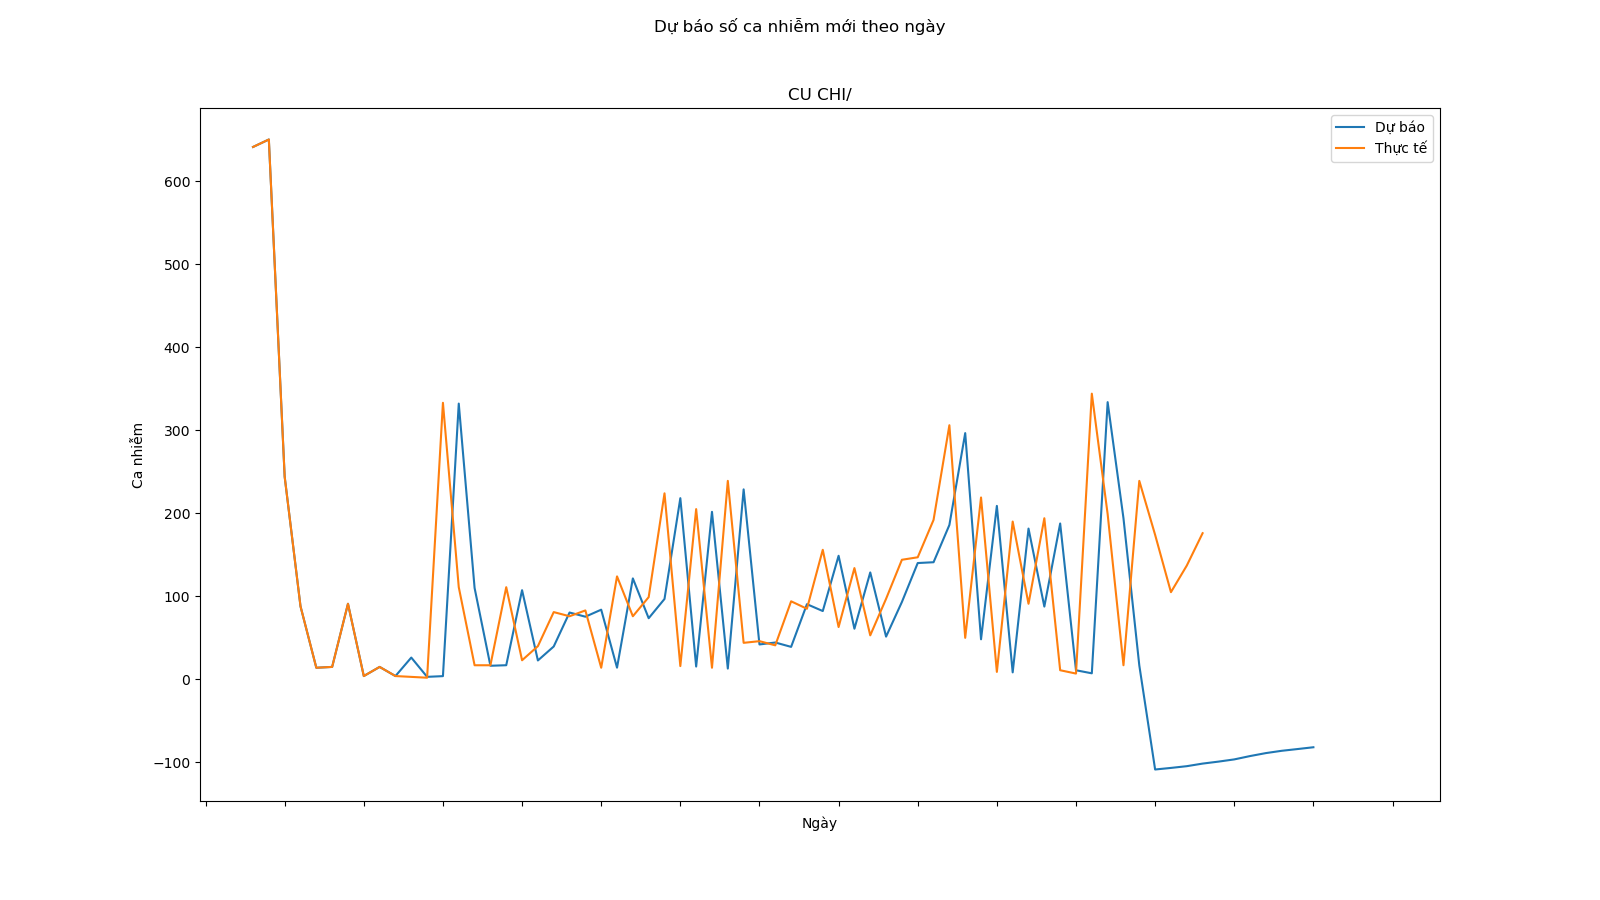 Dự báo số ca nhiễm mới theo ngày
CU CHI/
Dự báo
Thực tế
600
500
400
300
200
100
0
−100
Ca nhiễm
Ngày